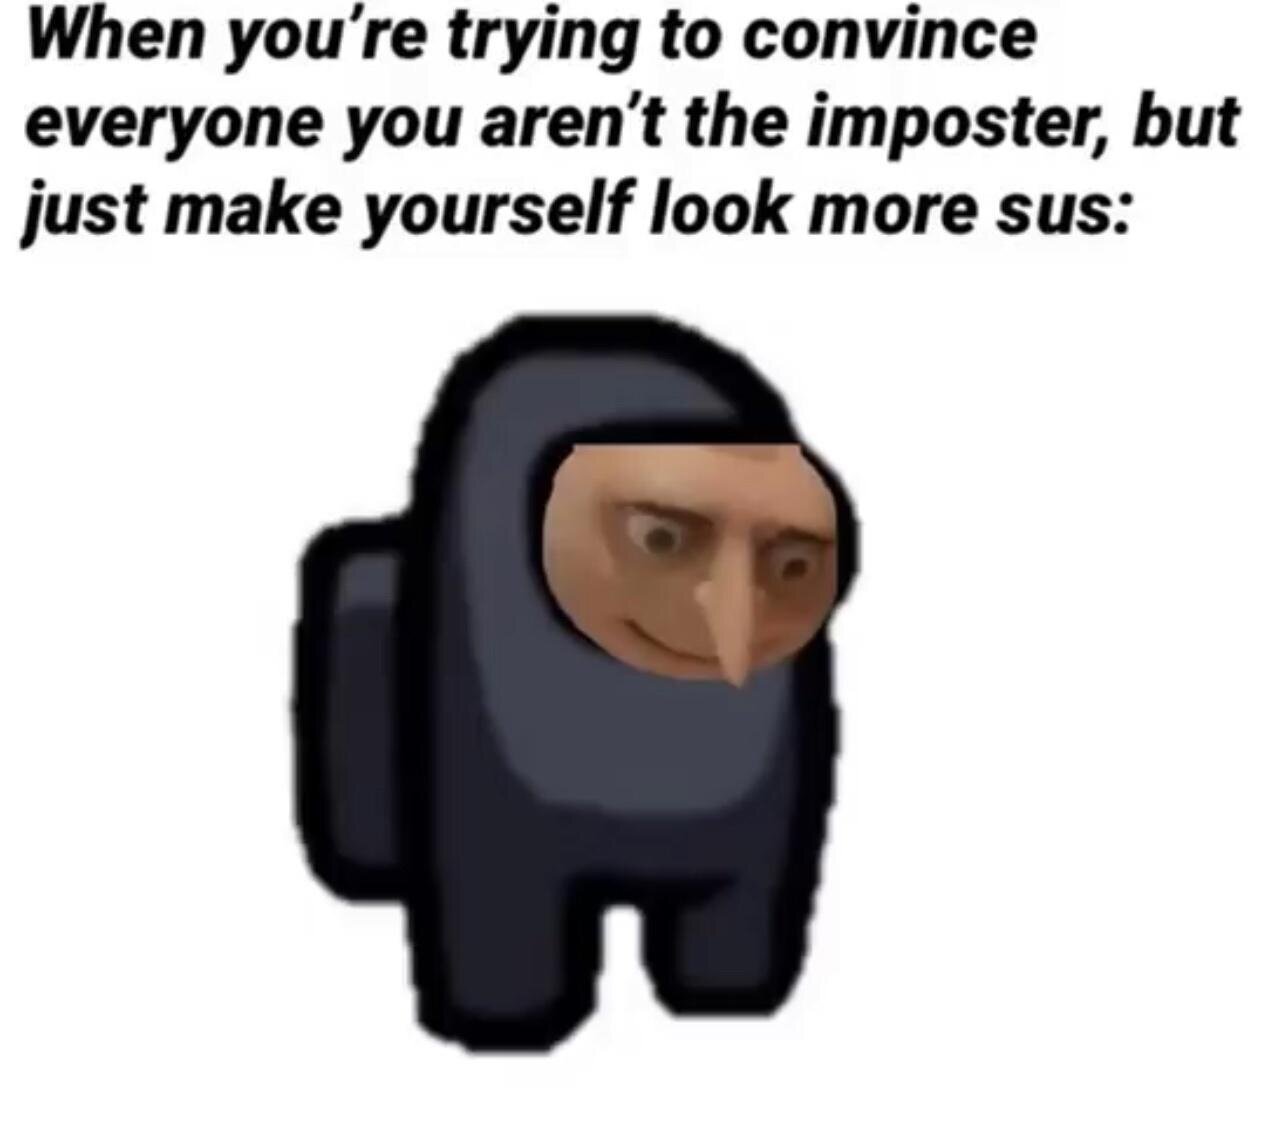 When you’re trying to convince
everyone you aren’t the imposter, but
just make yourself look more sus: